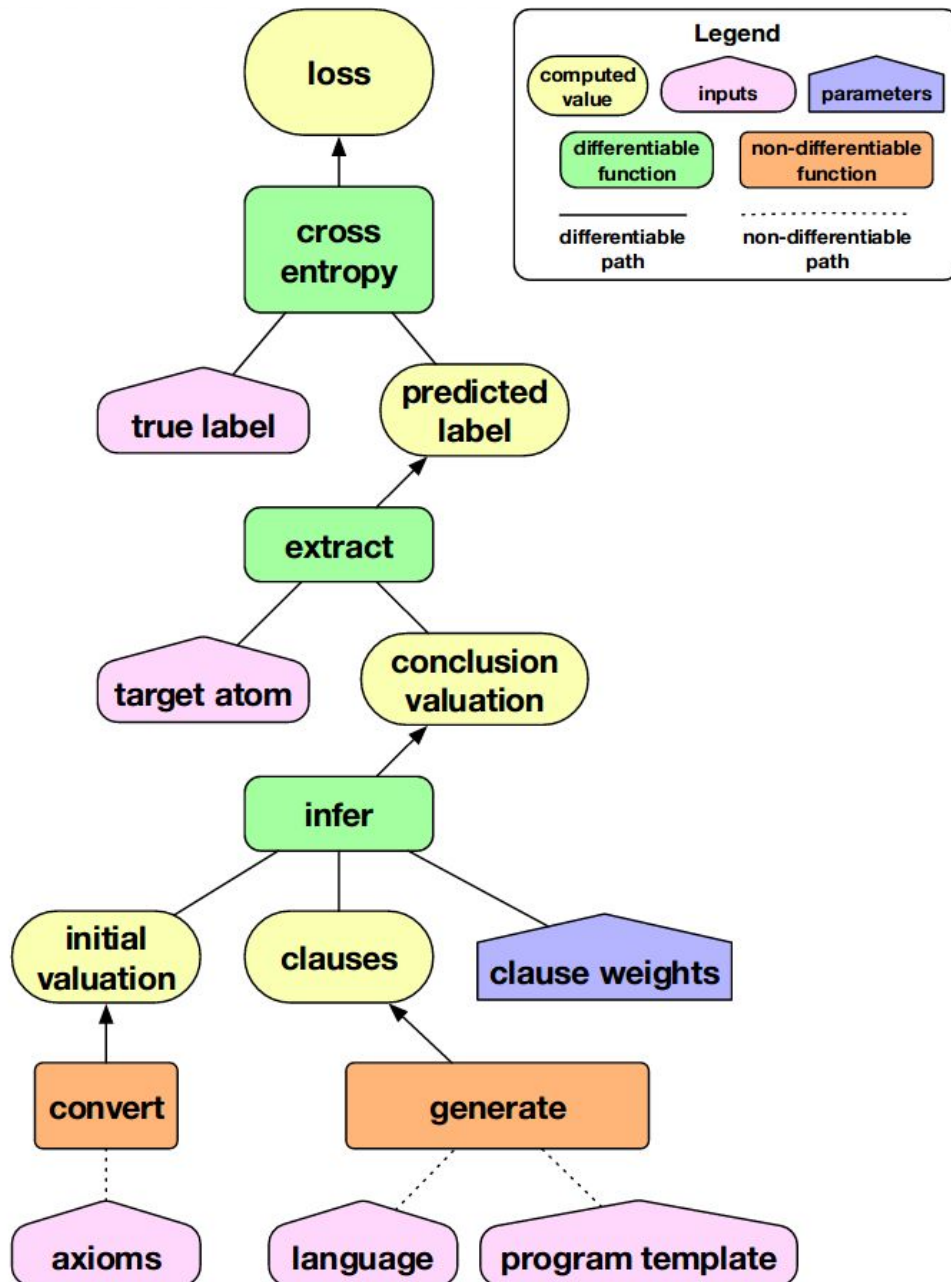 loss
Legend
computed
value
inputs
parameters
differentiable
function
non-differentiable
function
differentiable
path
non-differentiable
path
cross
entropy
true label
predicted
label
extract
target atom
conclusion
valuation
infer
initial
valuation
clauses
clause weights
convert
generate
axioms
language
program template